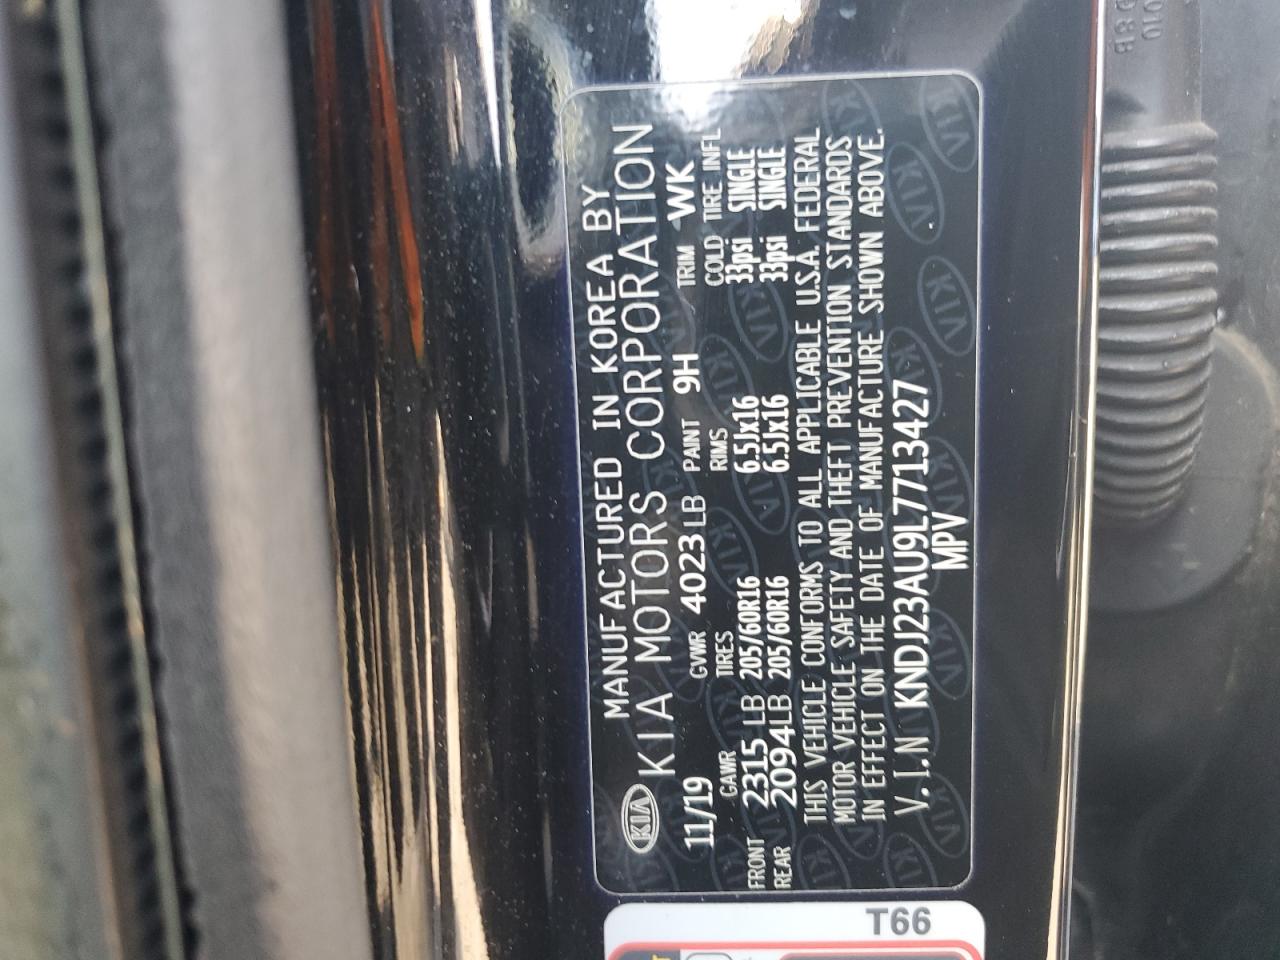 MANUFACTURED IN KOREA BY
KIA KIA MOTORS CORPORATION
11/19 GVWR 4023 LB PAINT 9H TRIM WK
GAWR TIRES RIMS COLD TIRE INFL
FRONT 2315 LB 205/60R16 6.5Jx16 33psi SINGLE
REAR 2094LB 205/60R16 6.5Jx16 33psi SINGLE
THIS VEHICLE CONFORMS TO ALL APPLICABLE U.S.A. FEDERAL
MOTOR VEHICLE SAFETY AND THEFT PREVENTION STANDARDS
IN EFFECT ON THE DATE OF MANUFACTURE SHOWN ABOVE.
V.I.N KNDJ23AU9L7713427
MPV
T66